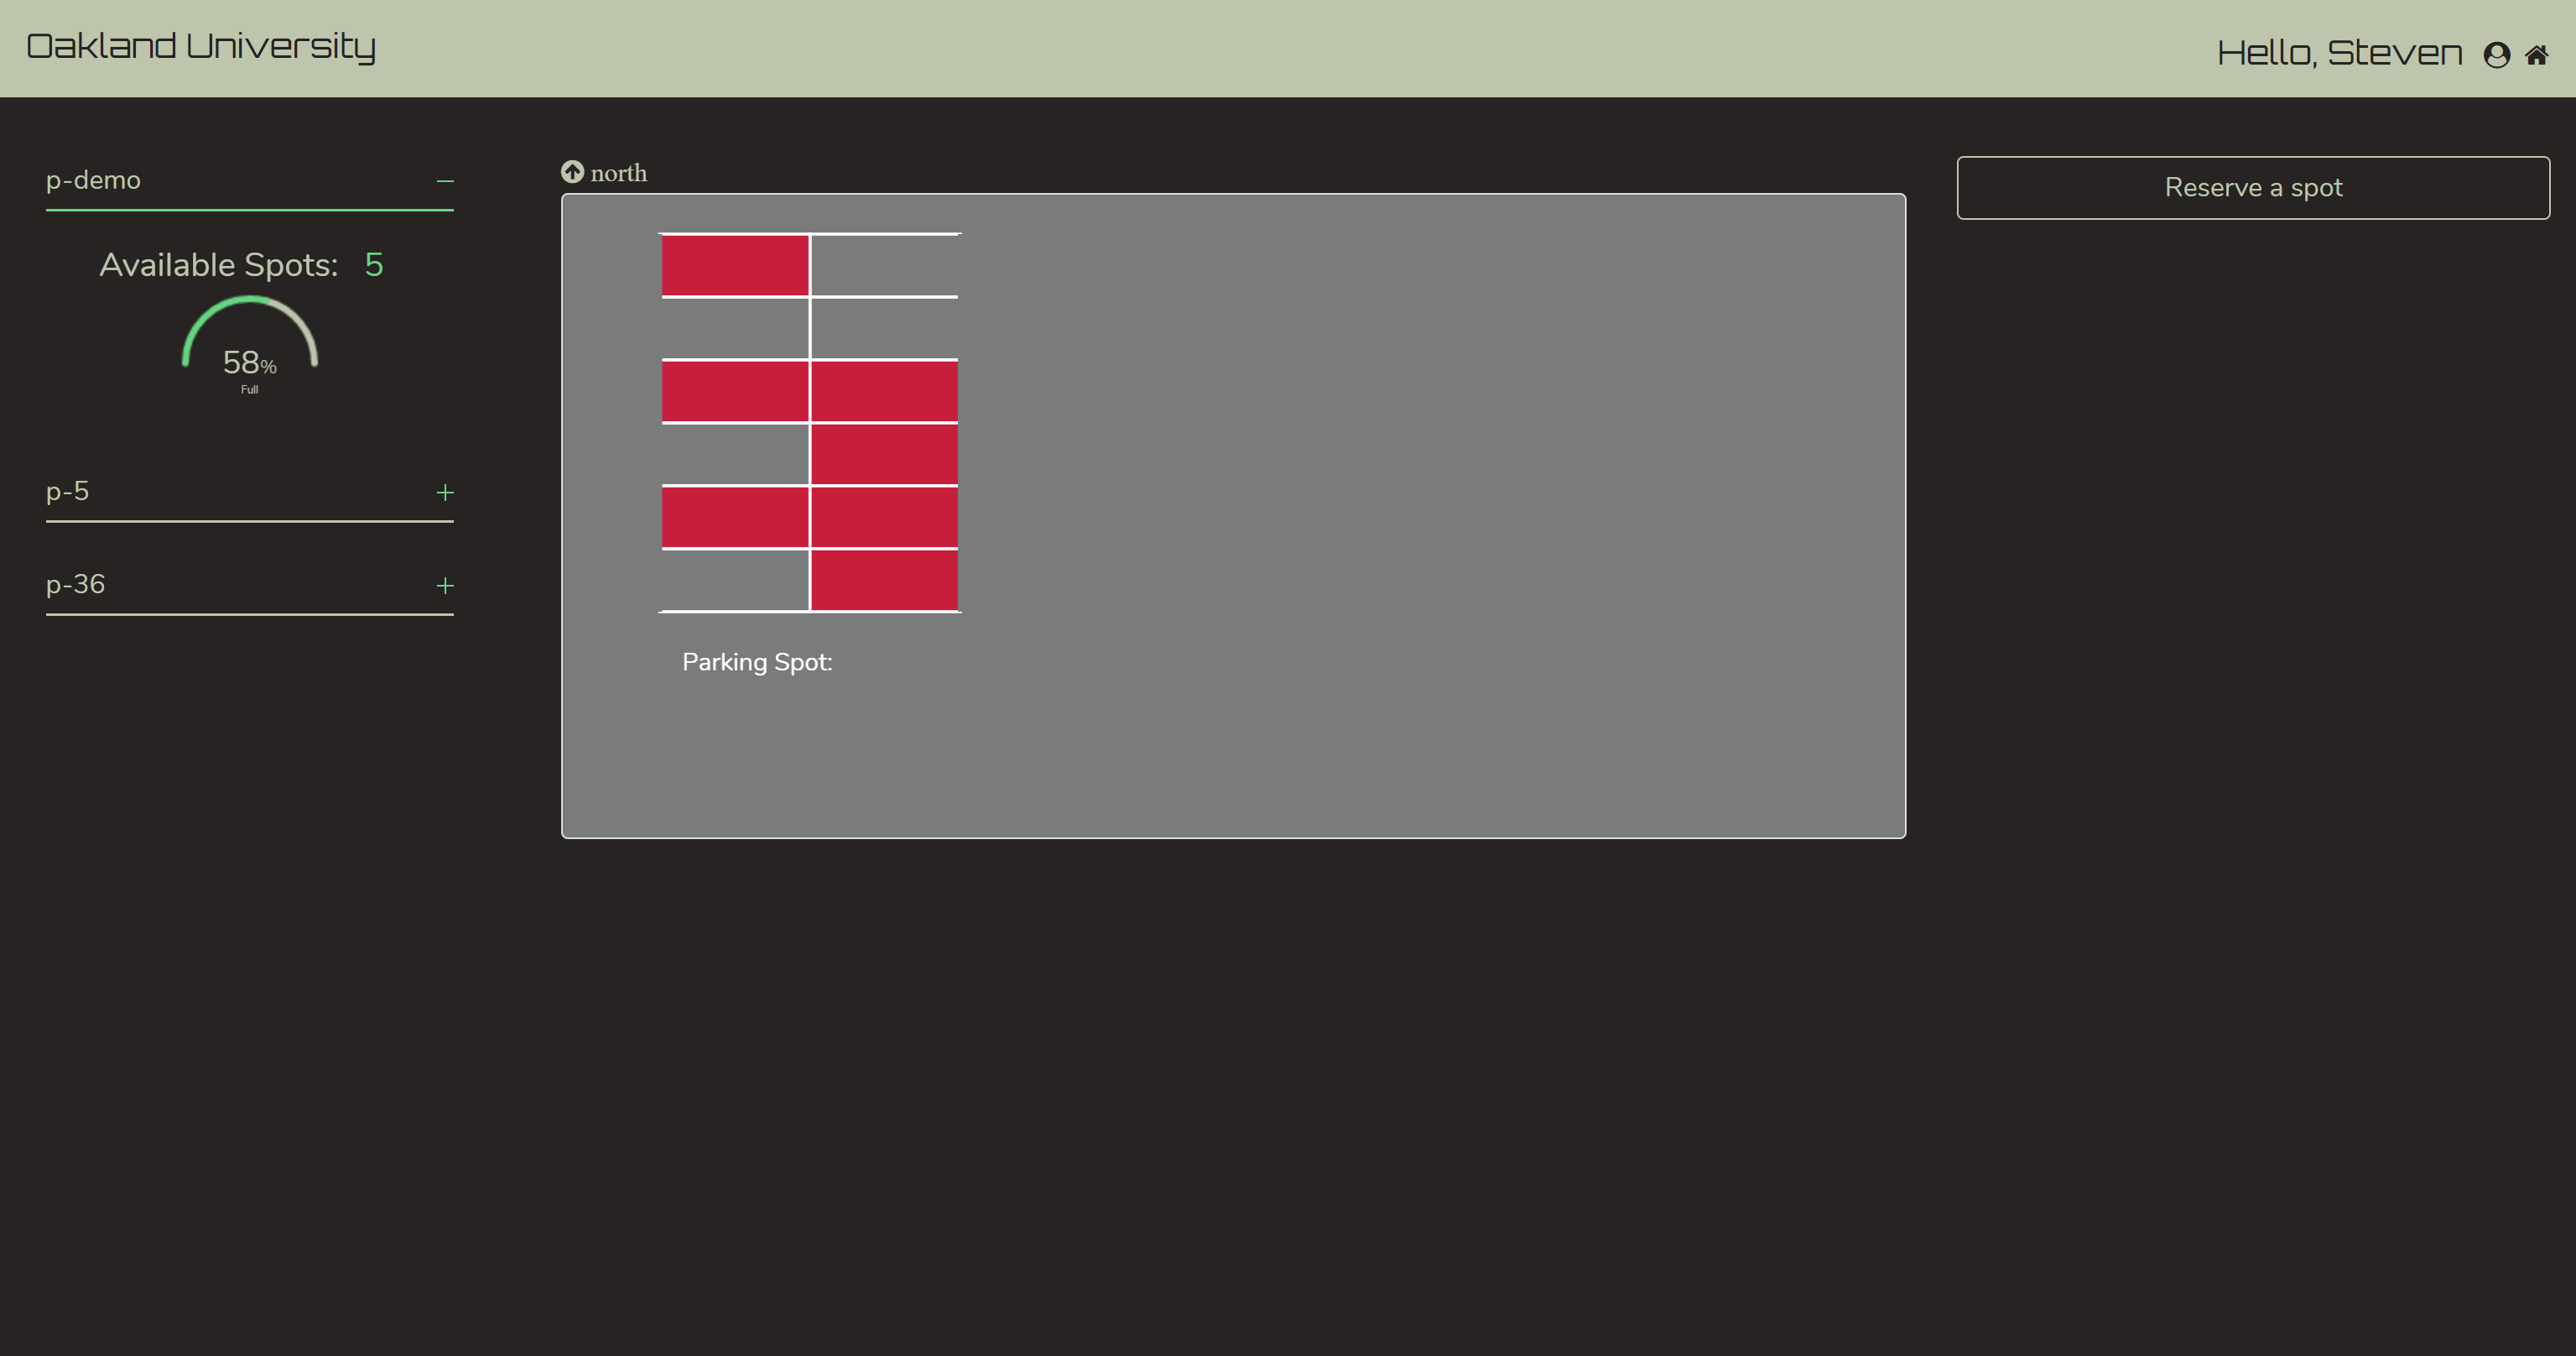 Oakland University
Hello, Steven
p-demo
Available Spots: 5
58%
Full
p-5
p-36
north
Parking Spot:
Reserve a spot